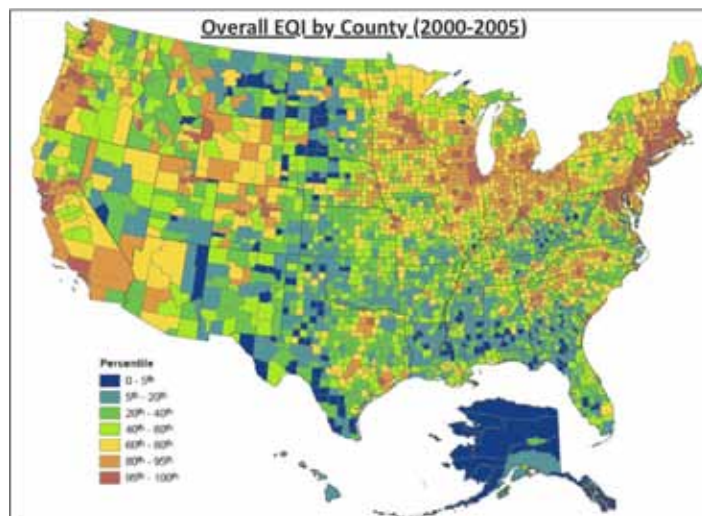 Overall EQI by County (2000-2005)
Percentile
0 - 5th
5th - 20th
20th - 40th
40th - 60th
60th - 80th
80th - 95th
95th - 100th